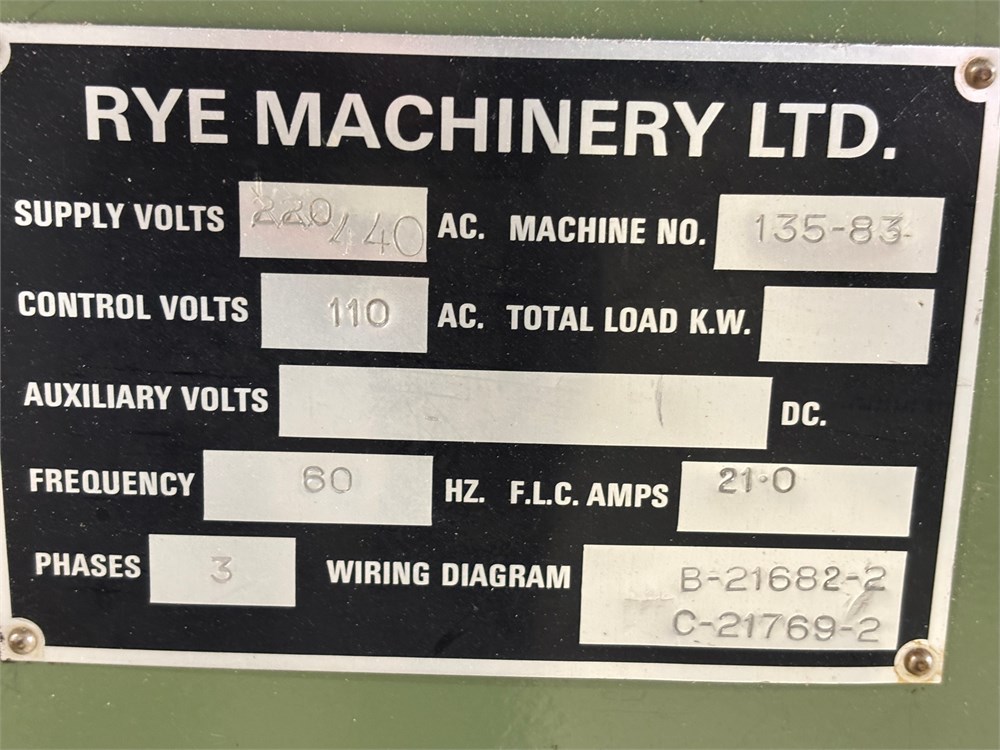 RYE MACHINERY LTD.
SUPPLY VOLTS 220/440 AC. MACHINE NO. 135-83
CONTROL VOLTS 110 AC. TOTAL LOAD K.W.
AUXILIARY VOLTS DC.
FREQUENCY 60 HZ. F.L.C. AMPS 21·0
PHASES 3 WIRING DIAGRAM B-21682-2
C-21769-2